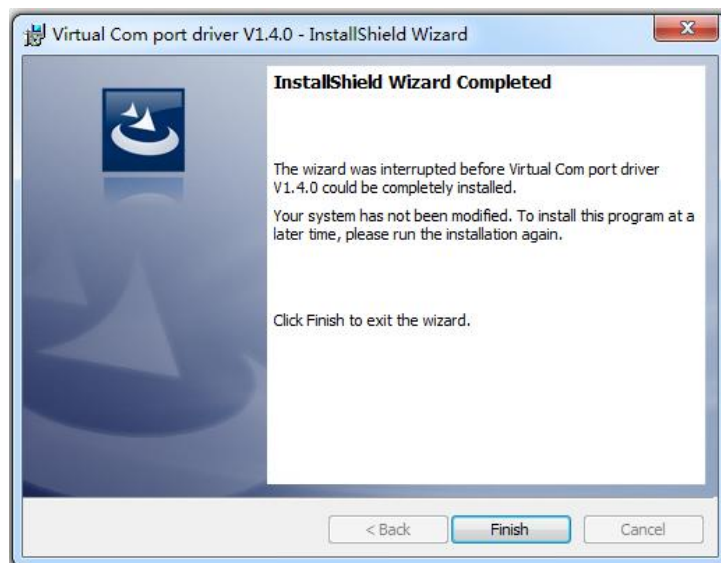 Virtual Com port driver V1.4.0 - InstallShield Wizard
InstallShield Wizard Completed
The wizard was interrupted before Virtual Com port driver
V1.4.0 could be completely installed.
Your system has not been modified. To install this program at a
later time, please run the installation again.
Click Finish to exit the wizard.
< Back
Finish
Cancel